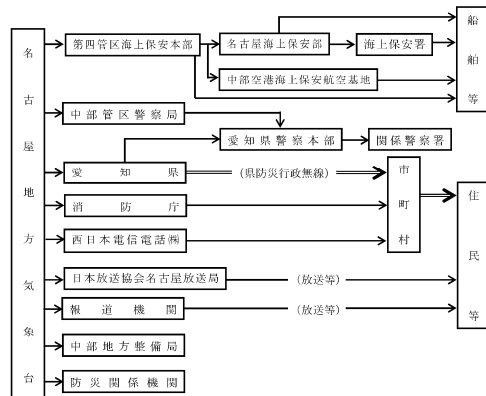 名古屋地方気象台
第四管区海上保安本部
名古屋海上保安部
海上保安署
船舶等
中部空港海上保安航空基地
中部管区警察局
愛知県警察本部
関係警察署
愛知県
(県防災行政無線)
市町村
住民等
消防庁
西日本電信電話㈱
日本放送協会名古屋放送局
(放送等)
報道機関
(放送等)
中部地方整備局
防災関係機関